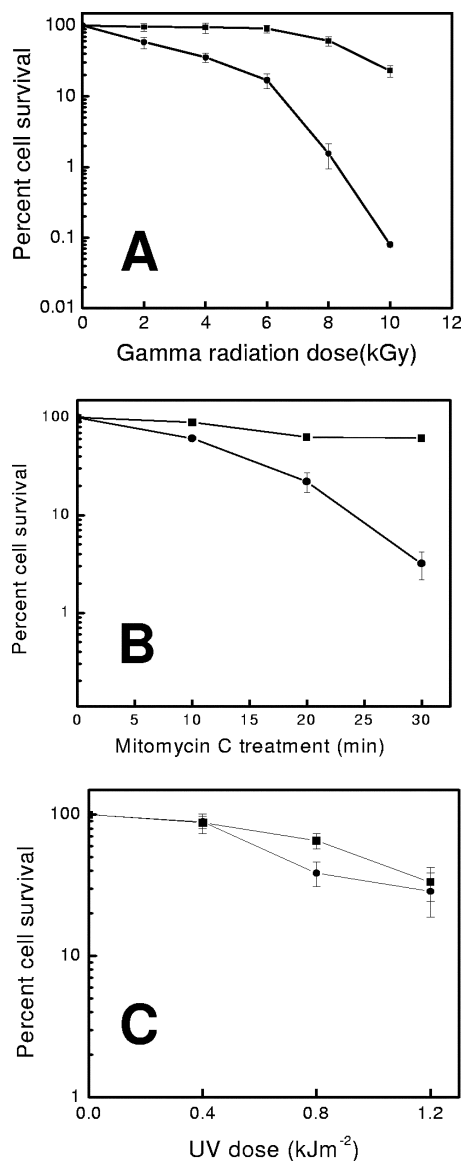 100
10
1
0.1
0.01
Percent cell survival
A
0 2 4 6 8 10 12
Gamma radiation dose(kGy)
100
10
1
Percent cell survival
B
0 5 10 15 20 25 30
Mitomycin C treatment (min)
100
10
1
Percent cell survival
C
0.0 0.4 0.8 1.2
UV dose (kJm⁻²)